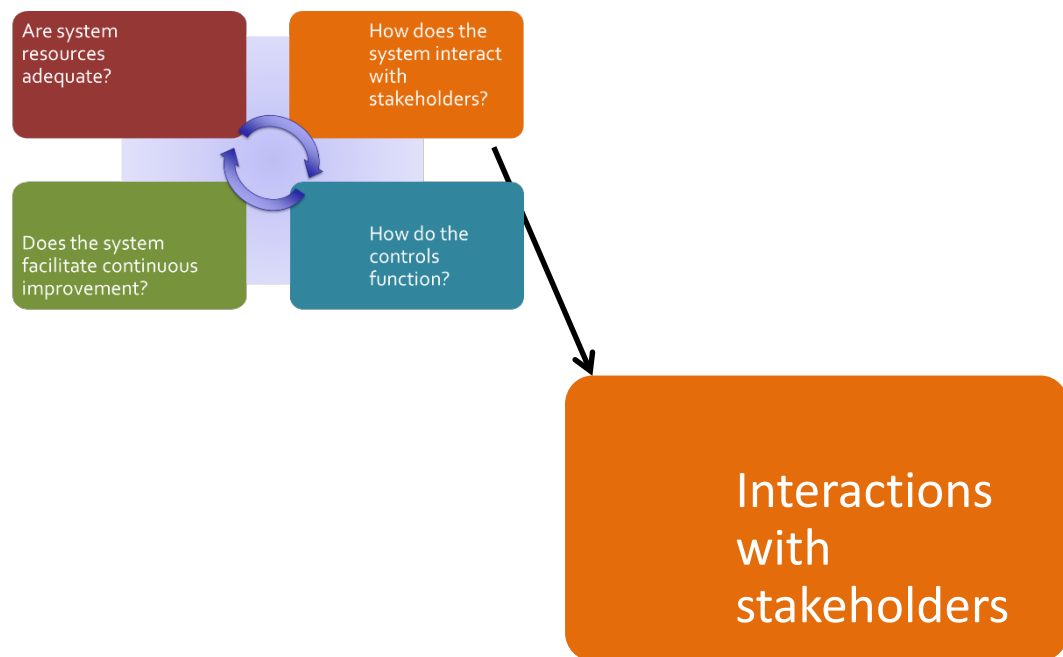 Are system
resources
adequate?
How does the
system interact
with
stakeholders?
Does the system
facilitate continuous
improvement?
How do the
controls
function?
Interactions
with
stakeholders